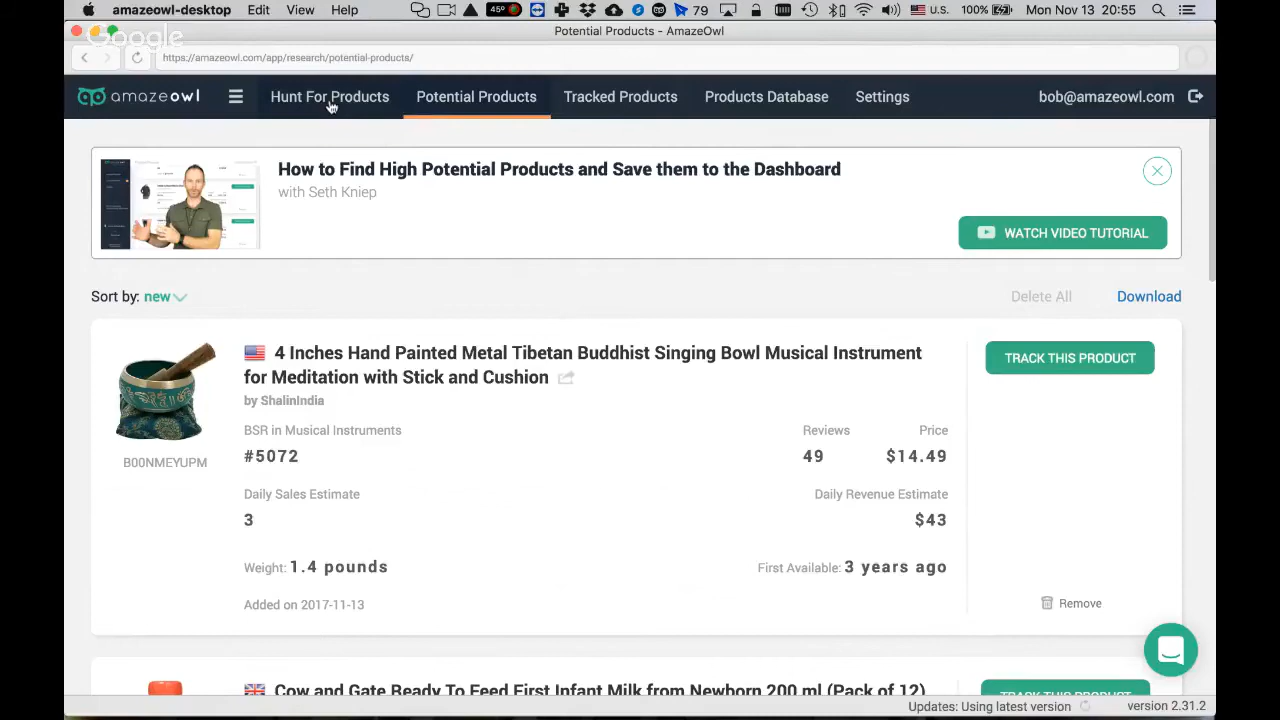 amazeowl-desktop Edit View Help 45° 79 U.S. 100% Mon Nov 13 20:55
Potential Products - AmazeOwl
Google
https://amazeowl.com/app/research/potential-products/
amazeowl Hunt For Products Potential Products Tracked Products Products Database Settings bob@amazeowl.com
How to Find High Potential Products and Save them to the Dashboard
with Seth Kniep
WATCH VIDEO TUTORIAL
Sort by: new Delete All Download
4 Inches Hand Painted Metal Tibetan Buddhist Singing Bowl Musical Instrument
for Meditation with Stick and Cushion
by ShalinIndia
TRACK THIS PRODUCT
BSR in Musical Instruments Reviews Price
#5072 49 $14.49
B00NMEYUPM
Daily Sales Estimate Daily Revenue Estimate
3 $43
Weight: 1.4 pounds First Available: 3 years ago
Added on 2017-11-13 Remove
Cow and Gate Ready To Feed First Infant Milk from Newborn 200 ml (Pack of 12)
TRACK THIS PRODUCT
Updates: Using latest version version 2.31.2